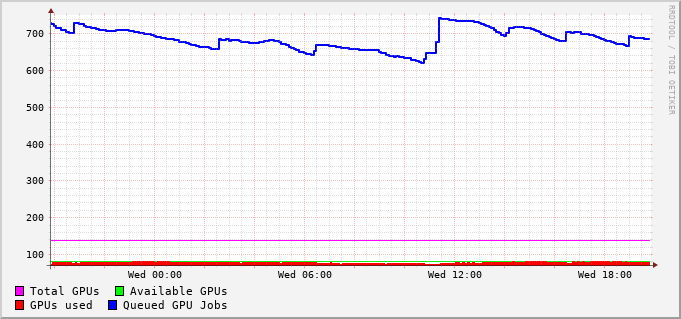 700
600
500
400
300
200
100
Wed 00:00 Wed 06:00 Wed 12:00 Wed 18:00
Total GPUs Available GPUs
GPUs used Queued GPU Jobs
RRDTOOL / TOBI OETIKER